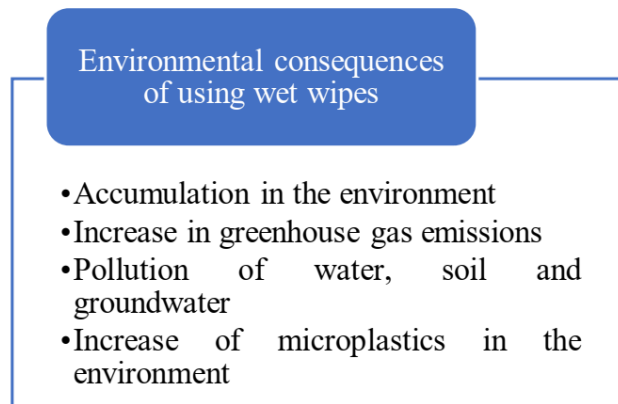 Environmental consequences
of using wet wipes
•Accumulation in the environment
•Increase in greenhouse gas emissions
•Pollution of water, soil and
groundwater
•Increase of microplastics in the
environment